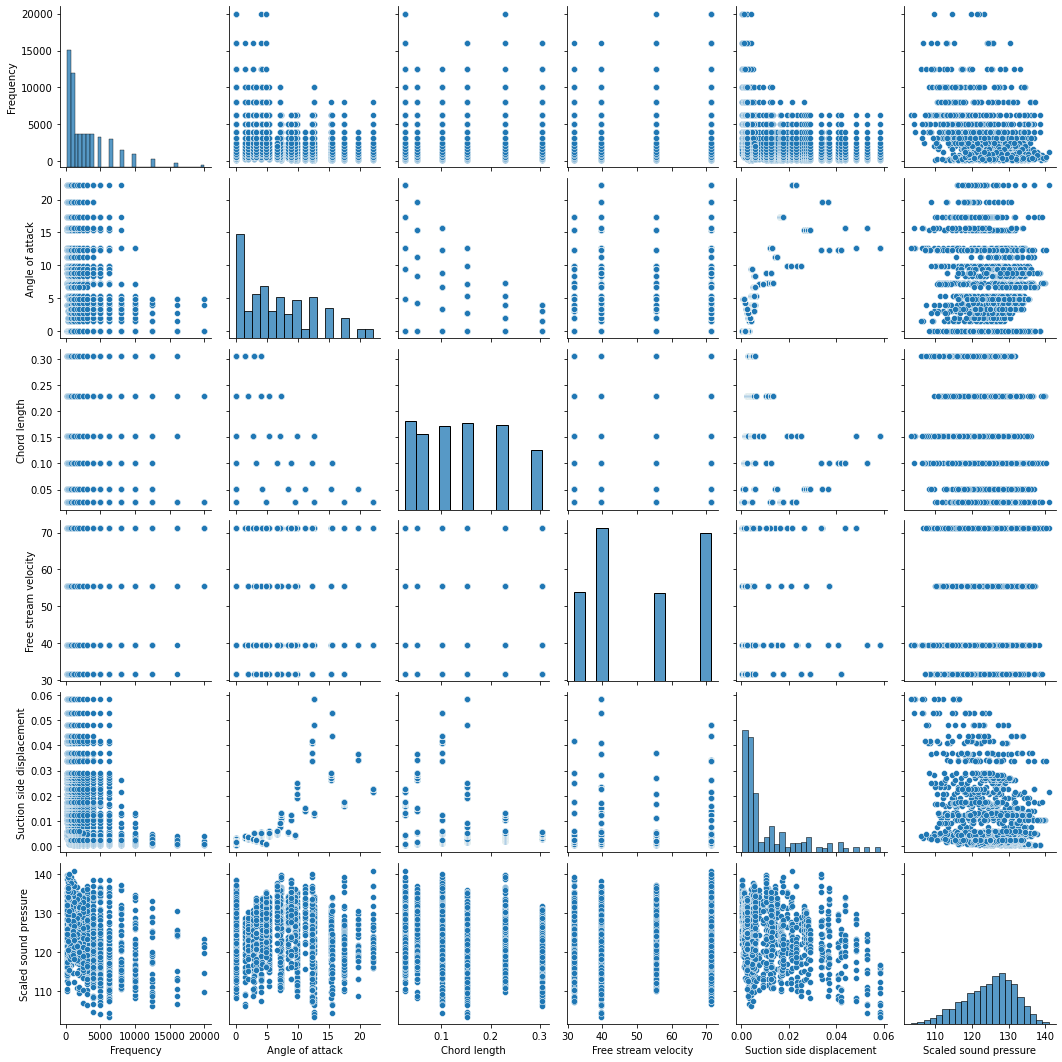 20000
15000
10000
5000
0
Frequency
20
15
10
5
0
Angle of attack
0.30
0.25
0.20
0.15
0.10
0.05
Chord length
70
60
50
40
30
Free stream velocity
0.06
0.05
0.04
0.03
0.02
0.01
0.00
Suction side displacement
140
130
120
110
Scaled sound pressure
0 5000 10000 15000 20000
Frequency
0 5 10 15 20
Angle of attack
0.1 0.2 0.3
Chord length
30 40 50 60 70
Free stream velocity
0.00 0.02 0.04 0.06
Suction side displacement
110 120 130 140
Scaled sound pressure